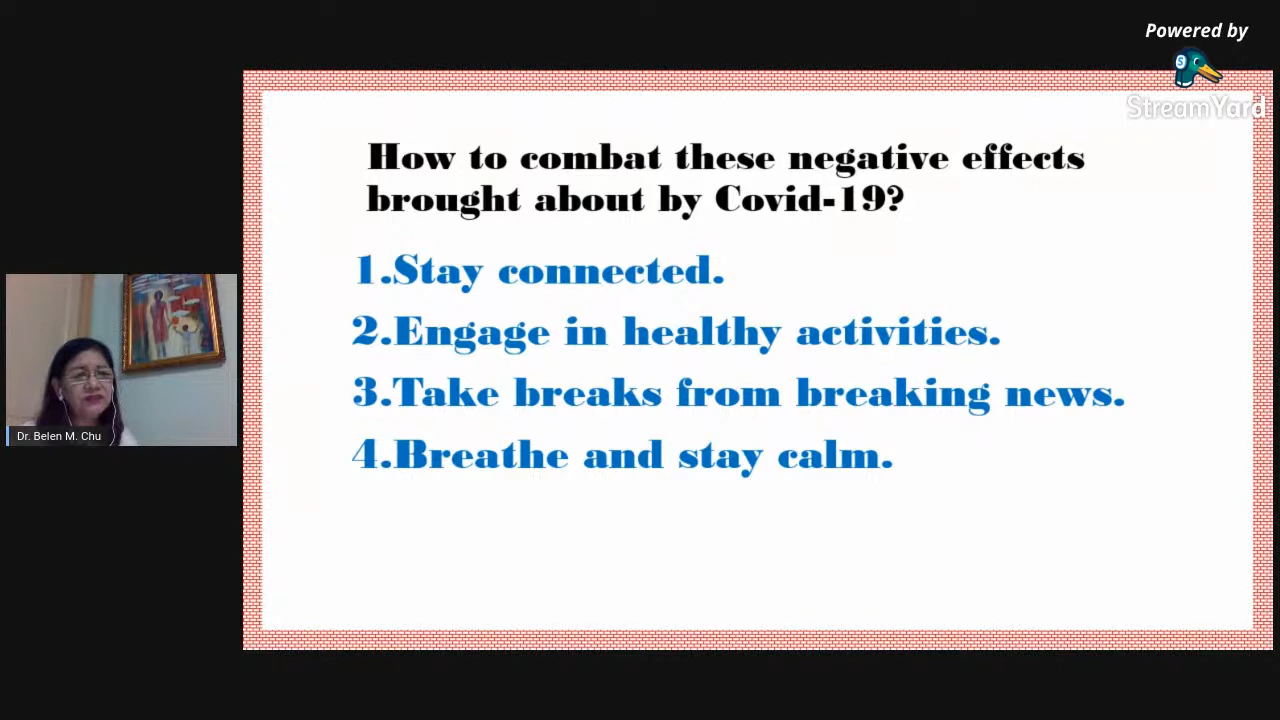 Powered by
StreamYard
How to combat these negative effects
brought about by Covid-19?
1.Stay connected.
2.Engage in healthy activities.
3.Take breaks from breaking news.
4.Breathe and stay calm.
Dr. Belen M. Chu